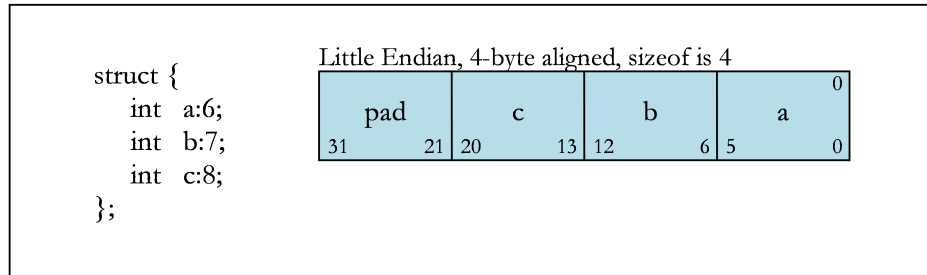 Little Endian, 4-byte aligned, sizeof is 4
struct {
int a:6;
int b:7;
int c:8;
};
0
pad c b a
31 21 20 13 12 6 5 0